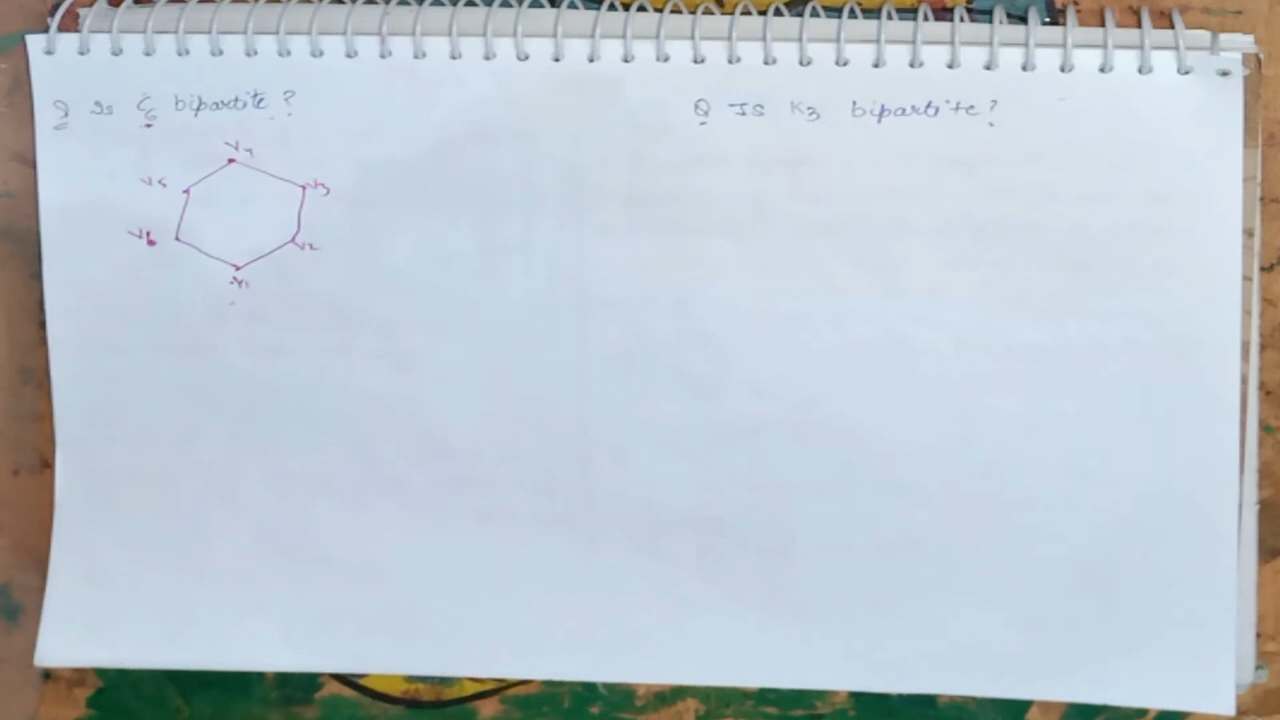 Q Is C6 bipartite ?
Q Is K3 bipartite ?
V4
V5
V3
V6
V2
V1